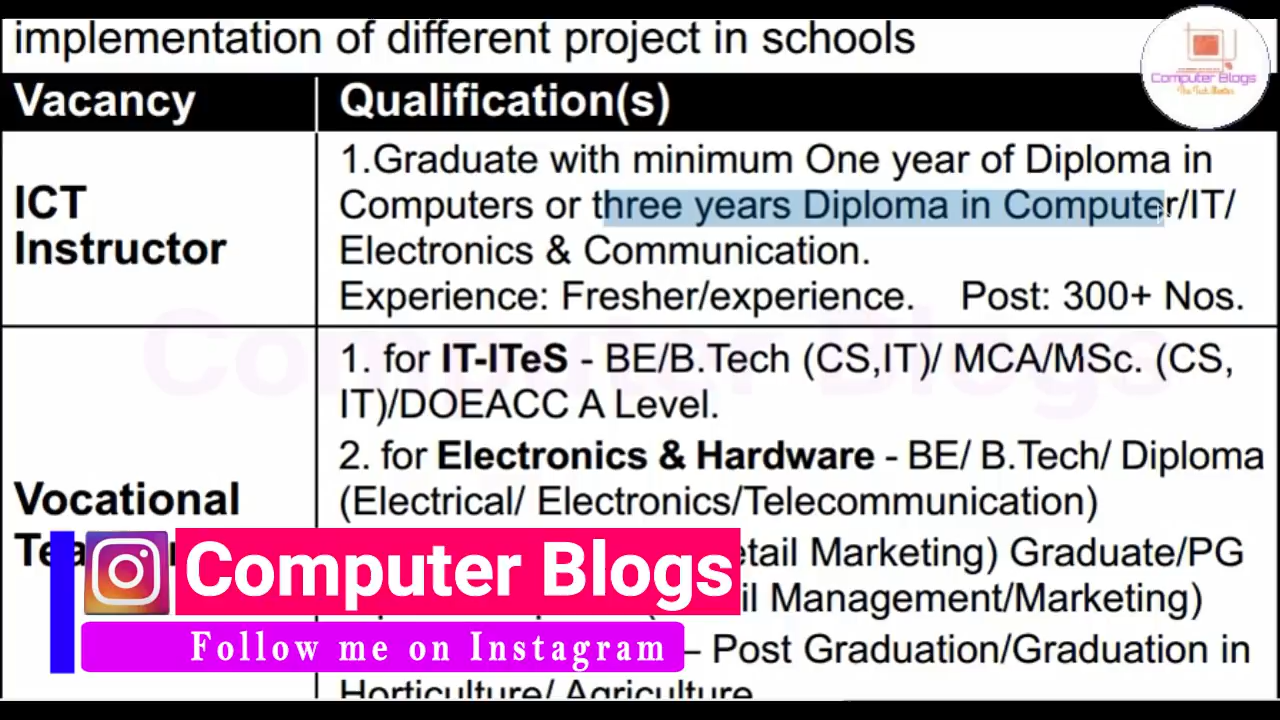 implementation of different project in schools
Computer Blogs
Vacancy
Qualification(s)
ICT
Instructor
1.Graduate with minimum One year of Diploma in
Computers or three years Diploma in Computer/IT/
Electronics & Communication.
Experience: Fresher/experience. Post: 300+ Nos.
Computer Blogs
Vocational
1. for IT-ITeS - BE/B.Tech (CS,IT)/ MCA/MSc. (CS,
IT)/DOEACC A Level.
2. for Electronics & Hardware - BE/ B.Tech/ Diploma
(Electrical/ Electronics/Telecommunication)
etail Marketing) Graduate/PG
il Management/Marketing)
– Post Graduation/Graduation in
Horticulture/ Agriculture
Computer Blogs
Follow me on Instagram